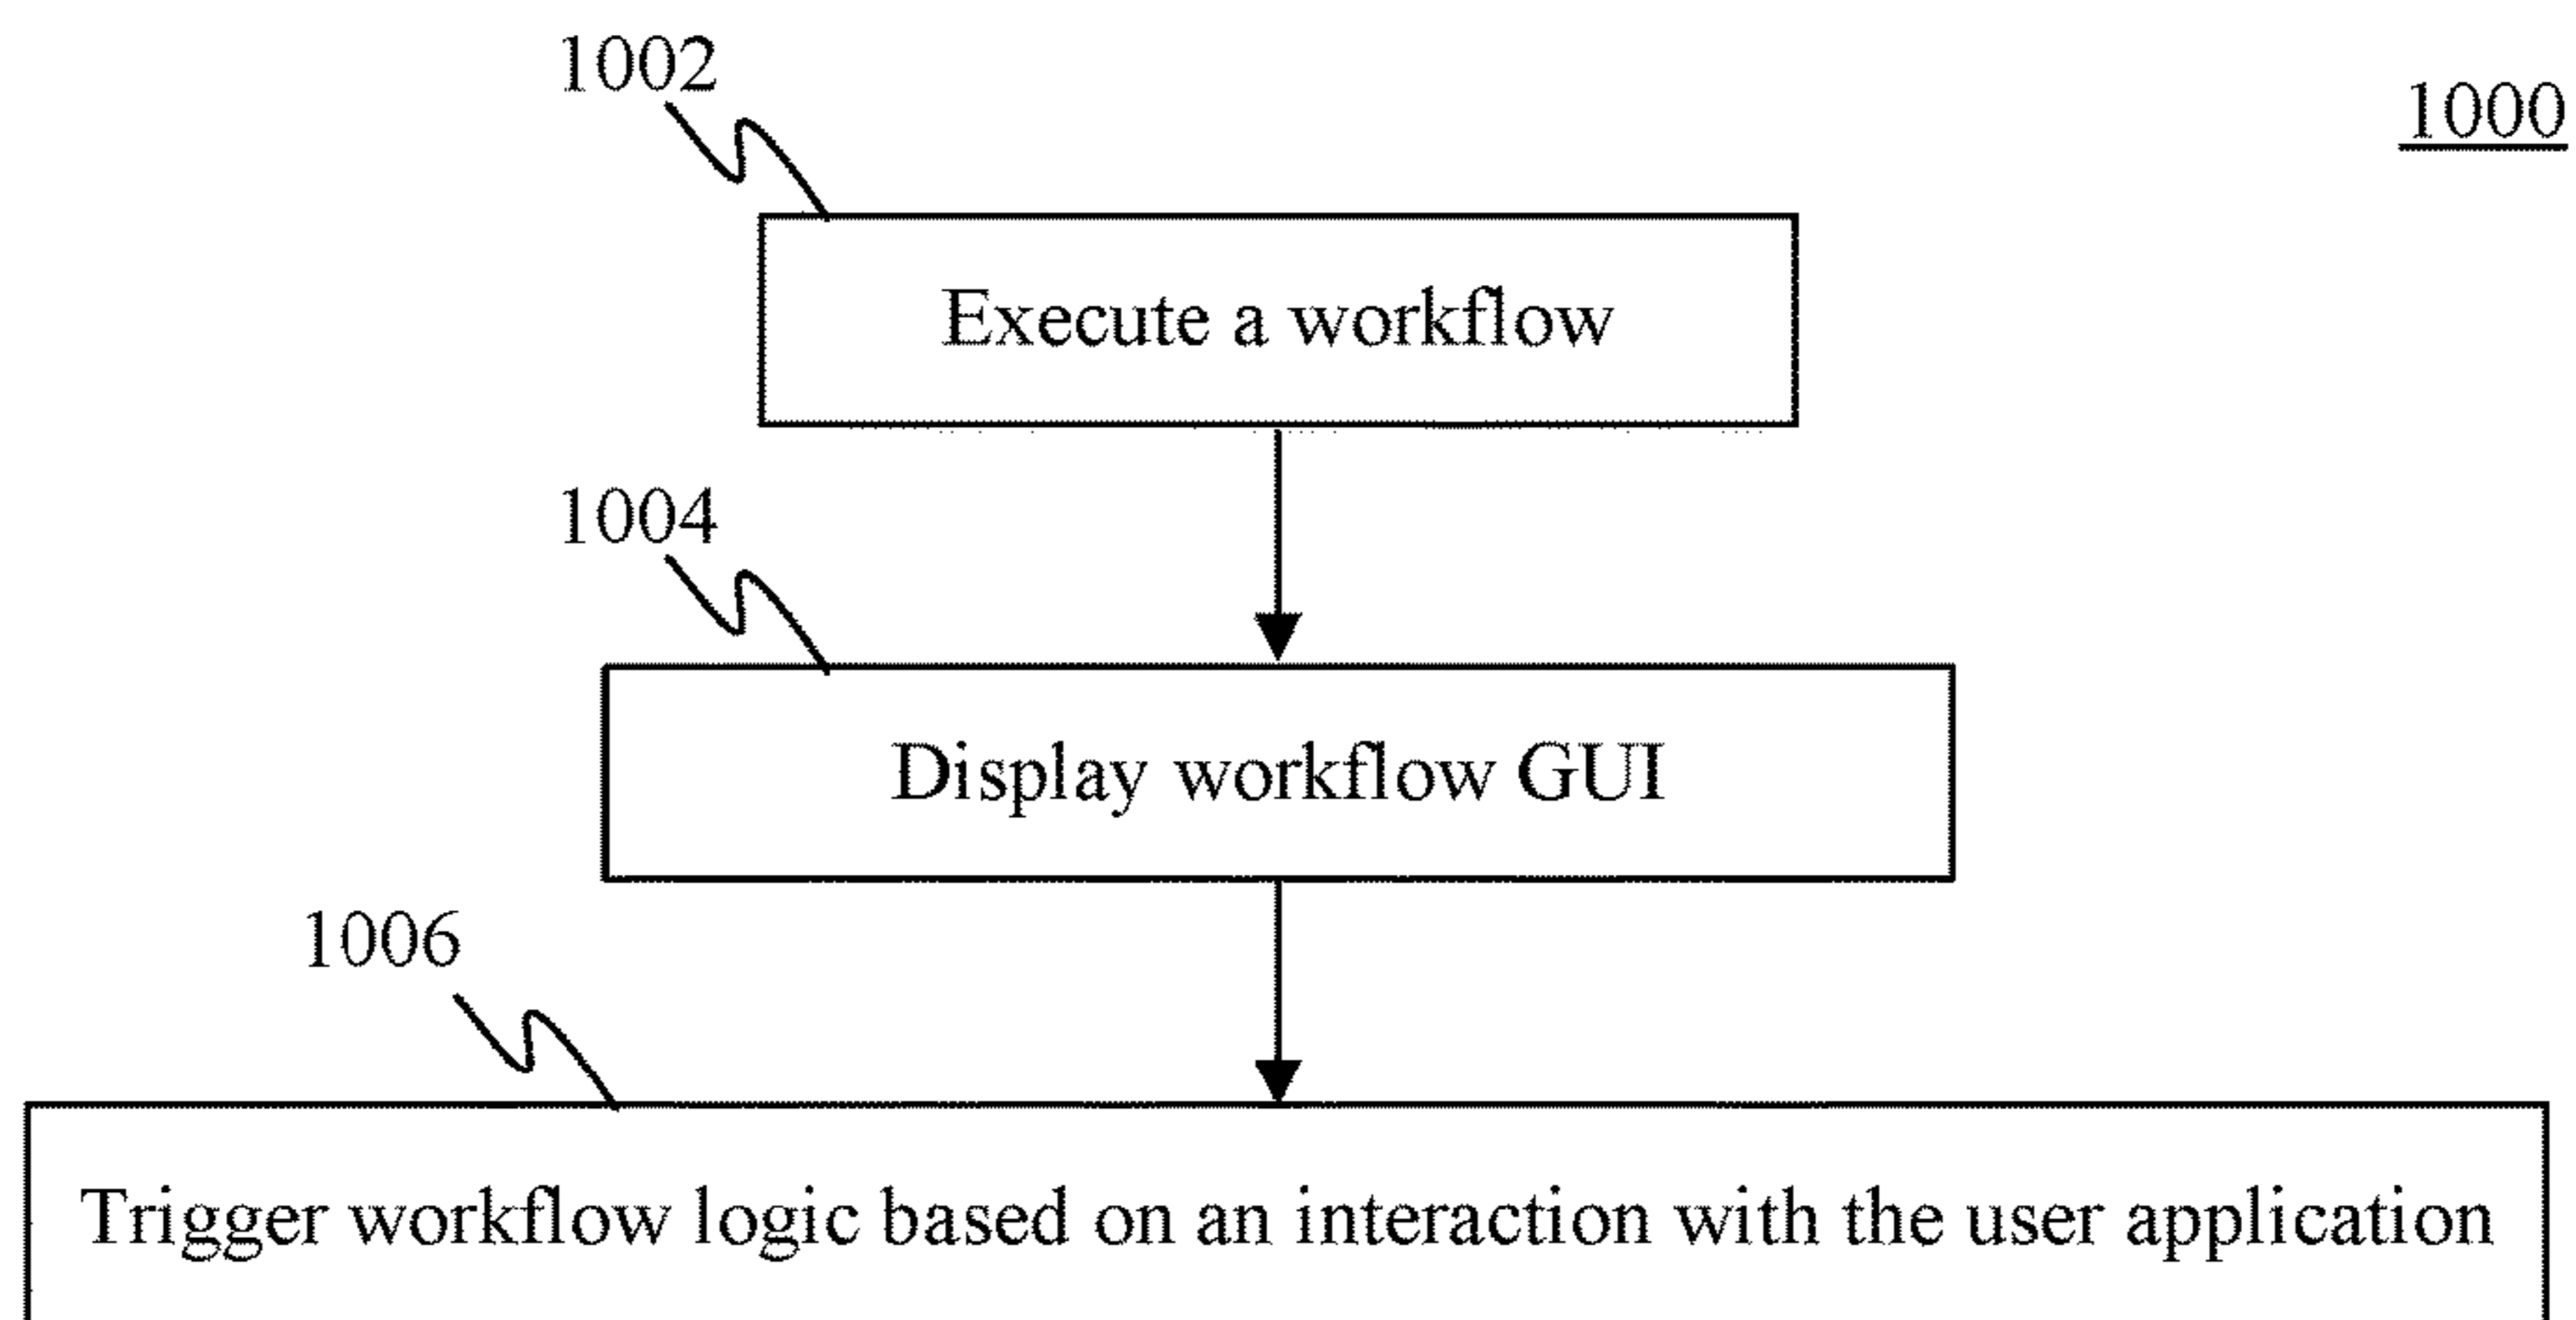 1002
1000
Execute a workflow
1004
Display workflow GUI
1006
Trigger workflow logic based on an interaction with the user application